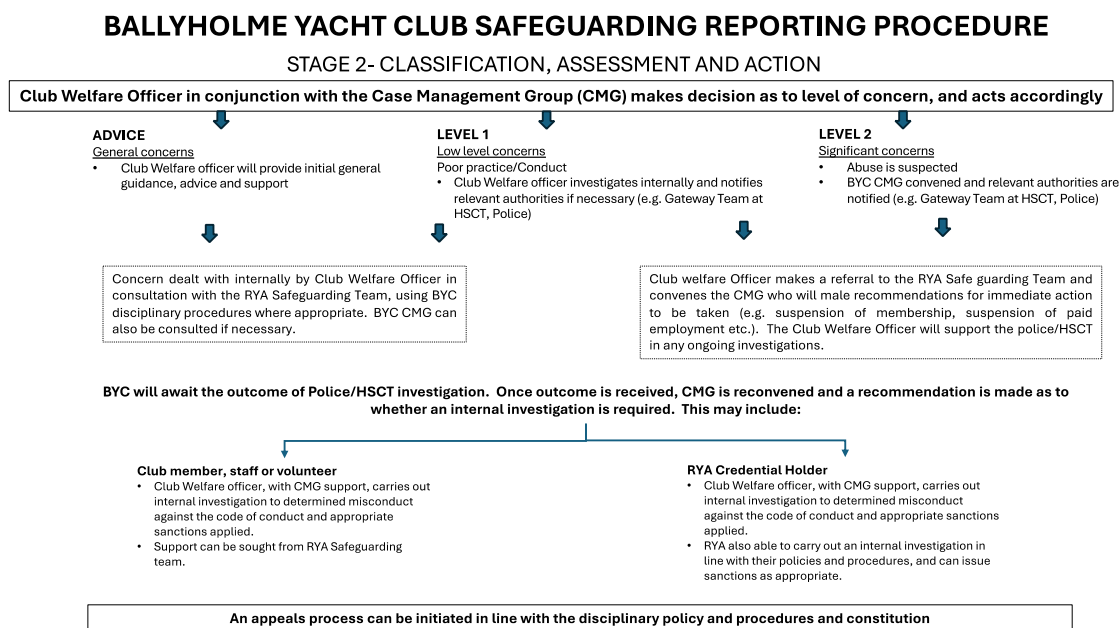 BALLYHOLME YACHT CLUB SAFEGUARDING REPORTING PROCEDURE
STAGE 2- CLASSIFICATION, ASSESSMENT AND ACTION
Club Welfare Officer in conjunction with the Case Management Group (CMG) makes decision as to level of concern, and acts accordingly
ADVICE
General concerns
• Club Welfare officer will provide initial general
guidance, advice and support
LEVEL 1
Low level concerns
Poor practice/Conduct
• Club Welfare officer investigates internally and notifies
relevant authorities if necessary (e.g. Gateway Team at
HSCT, Police)
LEVEL 2
Significant concerns
• Abuse is suspected
• BYC CMG convened and relevant authorities are
notified (e.g. Gateway Team at HSCT, Police)
Concern dealt with internally by Club Welfare Officer in
consultation with the RYA Safeguarding Team, using BYC
disciplinary procedures where appropriate. BYC CMG can
also be consulted if necessary.
Club welfare Officer makes a referral to the RYA Safe guarding Team and
convenes the CMG who will male recommendations for immediate action
to be taken (e.g. suspension of membership, suspension of paid
employment etc.). The Club Welfare Officer will support the police/HSCT
in any ongoing investigations.
BYC will await the outcome of Police/HSCT investigation. Once outcome is received, CMG is reconvened and a recommendation is made as to
whether an internal investigation is required. This may include:
Club member, staff or volunteer
• Club Welfare officer, with CMG support, carries out
internal investigation to determined misconduct
against the code of conduct and appropriate
sanctions applied.
• Support can be sought from RYA Safeguarding
team.
RYA Credential Holder
• Club Welfare officer, with CMG support, carries out
internal investigation to determined misconduct
against the code of conduct and appropriate sanctions
applied.
• RYA also able to carry out an internal investigation in
line with their policies and procedures, and can issue
sanctions as appropriate.
An appeals process can be initiated in line with the disciplinary policy and procedures and constitution